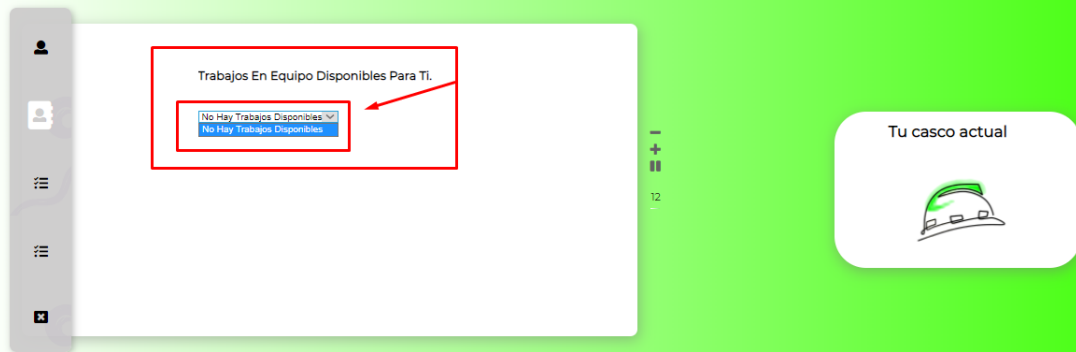 Trabajos En Equipo Disponibles Para Ti.
No Hay Trabajos Disponibles
No Hay Trabajos Disponibles
12
Tu casco actual